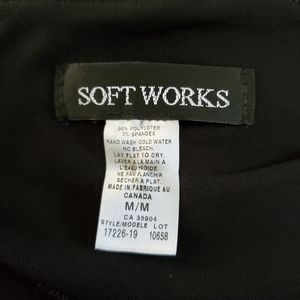 SOFT WORKS
95% POLYESTER
5% SPANDEX
HAND WASH COLD WATER
NO BLEACH.
LAY FLAT TO DRY.
LAVER A LA MAIN A
L'EAU FROIDE
NE PAS BLANCHIR
SECHER A PLAT.
MADE IN/FABRIQUE AU
CANADA
M/M
CA 35904
STYLE/MODELE LOT
17226-19 10658